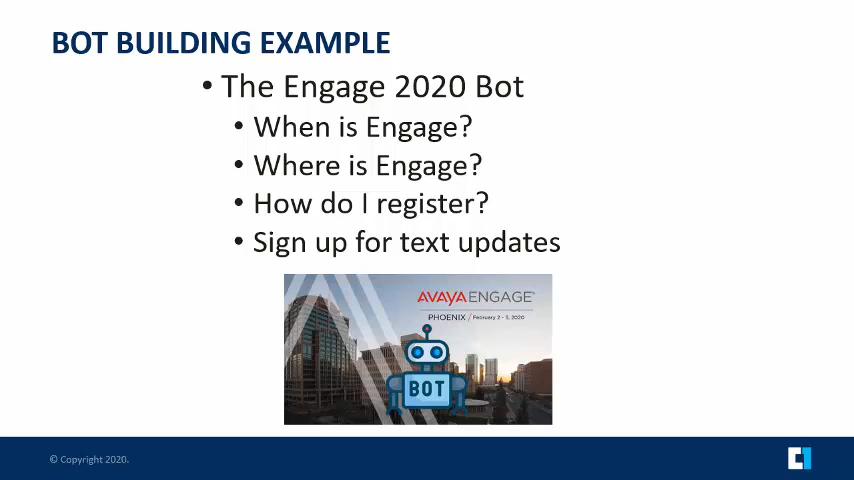 BOT BUILDING EXAMPLE
• The Engage 2020 Bot
• When is Engage?
• Where is Engage?
• How do I register?
• Sign up for text updates
AVAYA ENGAGE
PHOENIX / February 2 - 5, 2020
BOT
© Copyright 2020.